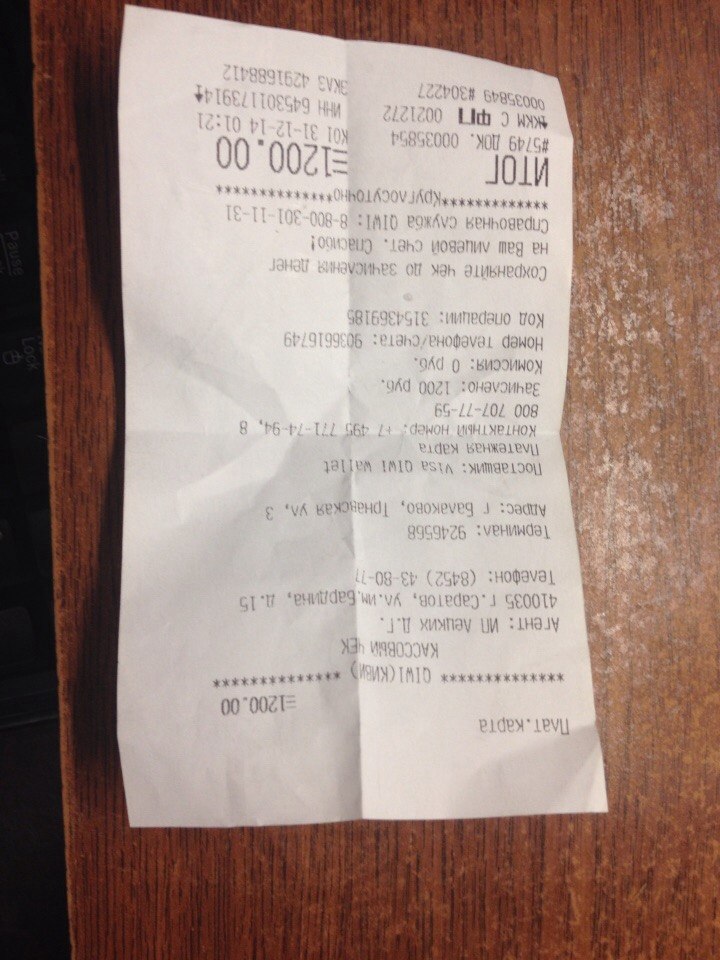 Плат.карта
≡1200.00
************ QIWI(КИВИ) ************
КАССОВЫЙ ЧЕК
Агент: ИП Лецких Д.Г.
410035 г.Саратов, ул.им.Бардина, д.15
Телефон: (8452) 43-80-77
Терминал: 9246568
Адрес: г Балаково, Трнавская ул, 3
Поставщик: Visa QIWI Wallet
Платежная карта
Контактный номер: +7 495 771-74-94, 8
800 707-77-59
Зачислено: 1200 руб.
Комиссия: 0 руб.
Номер телефона/счета: 9036616749
Код операции: 3154369185
Сохраняйте чек до зачисления денег
на Ваш лицевой счет. Спасибо!
Справочная служба QIWI: 8-800-301-11-31
************Круглосуточно************
ИТОГ ≡1200.00
#5749 ДОК. 00035854 К01 31-12-14 01:21
ККМ С ФП 0021272 ИНН 645301173914
00035849 #304227 ЭКАЗ 4291688412
Pause
Lock